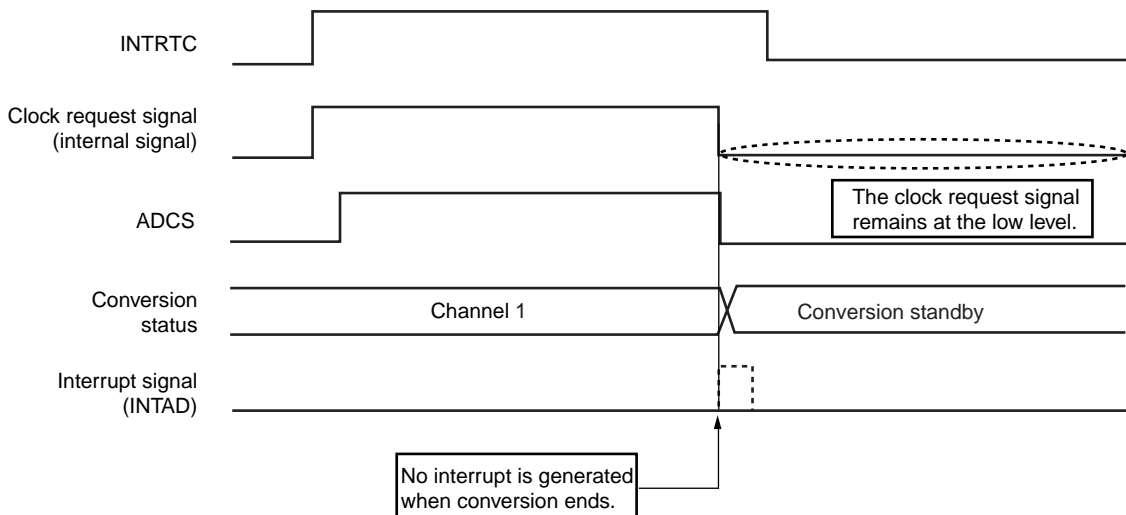 INTRTC
Clock request signal
(internal signal)
The clock request signal
remains at the low level.
ADCS
Conversion
status
Channel 1
Conversion standby
Interrupt signal
(INTAD)
No interrupt is generated
when conversion ends.